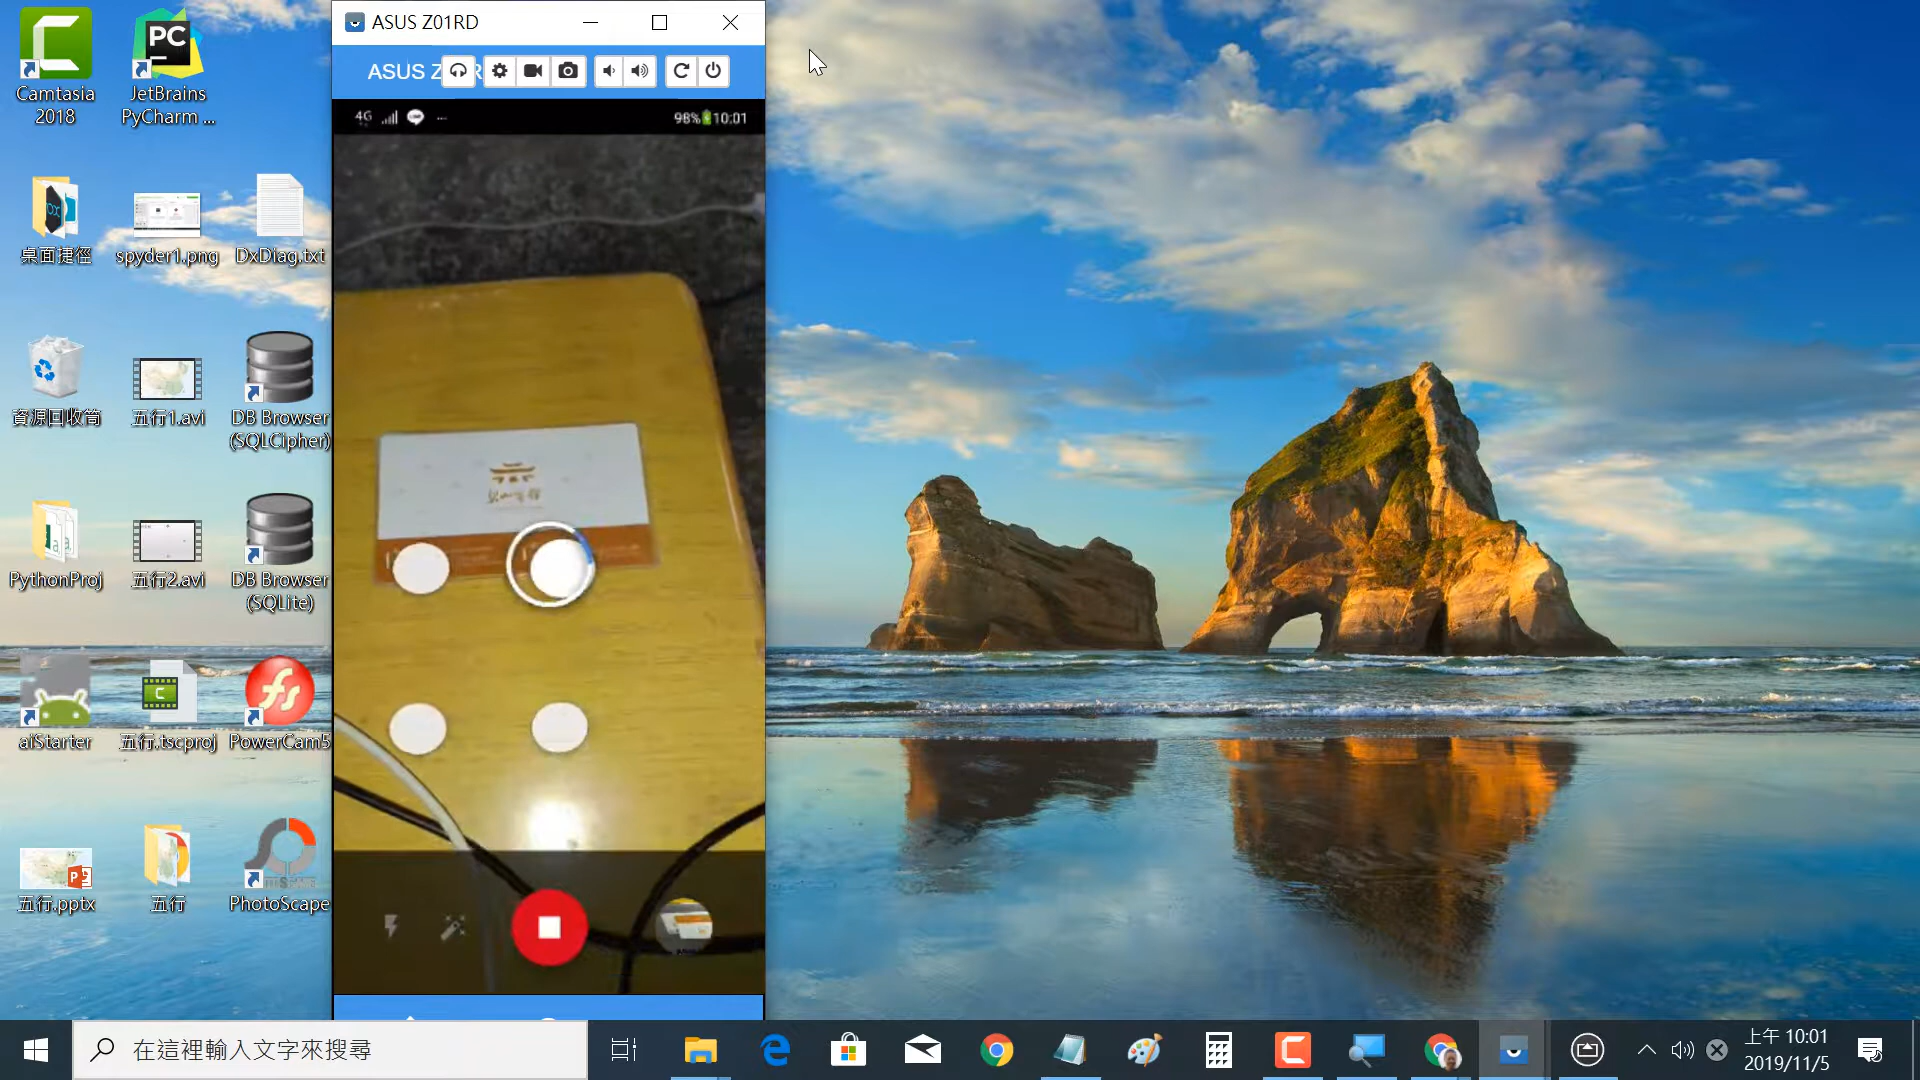 ASUS Z01RD
ASUS Z
4G
98% 10:01
Camtasia
2018
JetBrains
PyCharm ...
桌面捷徑
spyder1.png
DxDiag.txt
資源回收筒
五行1.avi
DB Browser
(SQLCipher)
PythonProj
五行2.avi
DB Browser
(SQLite)
aiStarter
五行.tscproj
PowerCam5
五行.pptx
五行
PhotoScape
在這裡輸入文字來搜尋
上午 10:01
2019/11/5